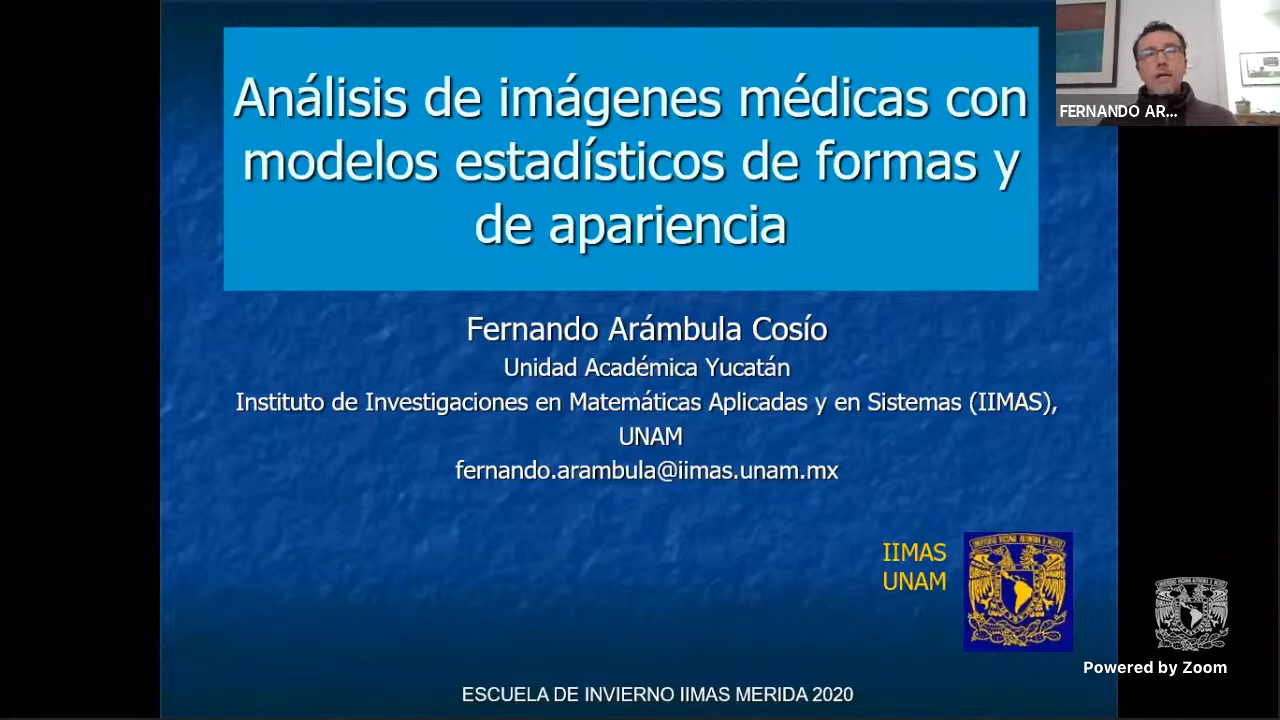 Análisis de imágenes médicas con
modelos estadísticos de formas y
de apariencia
FERNANDO AR...
Fernando Arámbula Cosío
Unidad Académica Yucatán
Instituto de Investigaciones en Matemáticas Aplicadas y en Sistemas (IIMAS),
UNAM
fernando.arambula@iimas.unam.mx
IIMAS
UNAM
Powered by Zoom
ESCUELA DE INVIERNO IIMAS MERIDA 2020